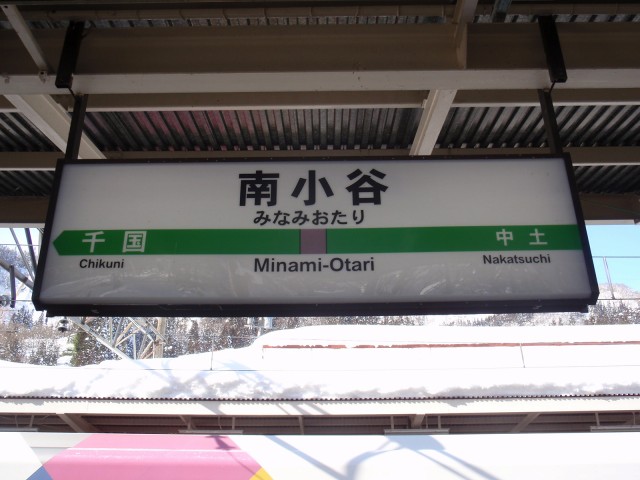 南小谷
みなみおたり
千国
中土
Chikuni
Minami-Otari
Nakatsuchi